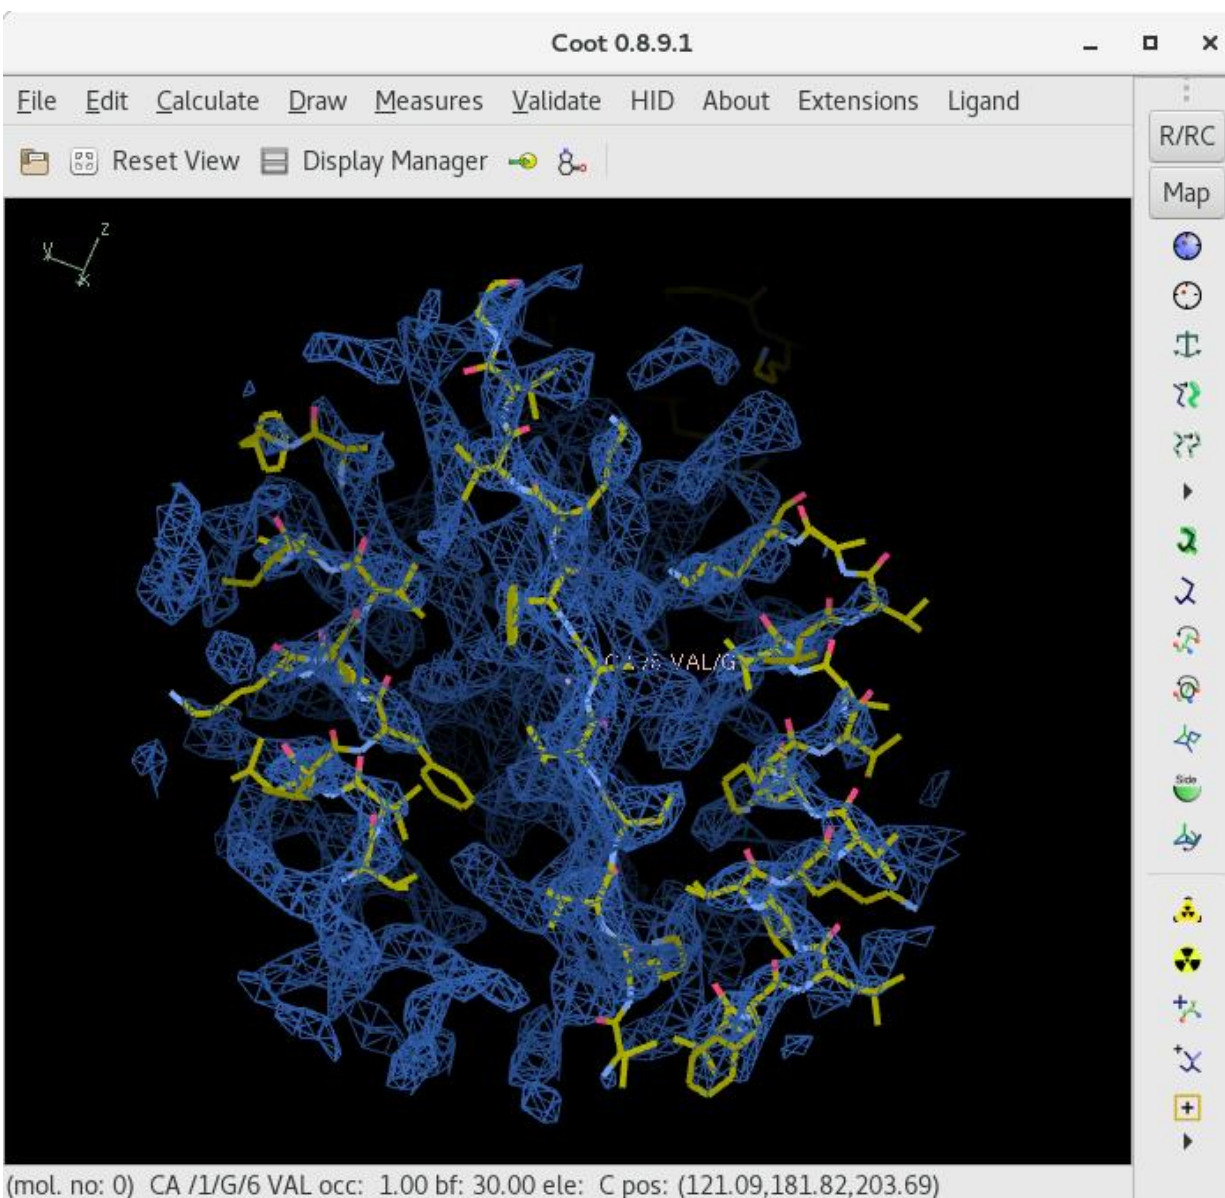 Coot 0.8.9.1
File Edit Calculate Draw Measures Validate HID About Extensions Ligand
R/RC
Reset View Display Manager
Map
z
y
x
VAL/G
Side
(mol. no: 0) CA /1/G/6 VAL occ: 1.00 bf: 30.00 ele: C pos: (121.09,181.82,203.69)